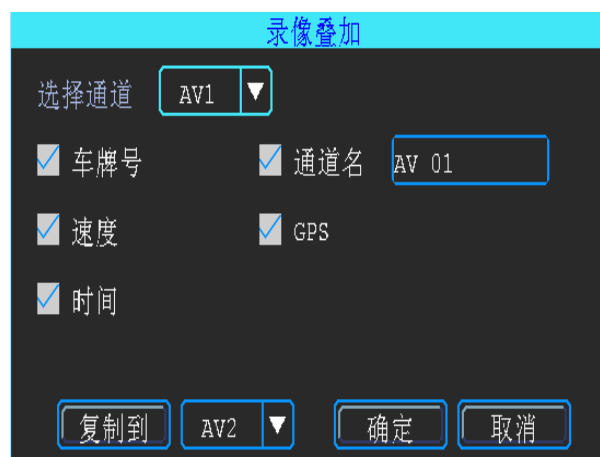 录像叠加
选择通道 AV1
车牌号 通道名 AV 01
速度 GPS
时间
复制到 AV2 确定 取消